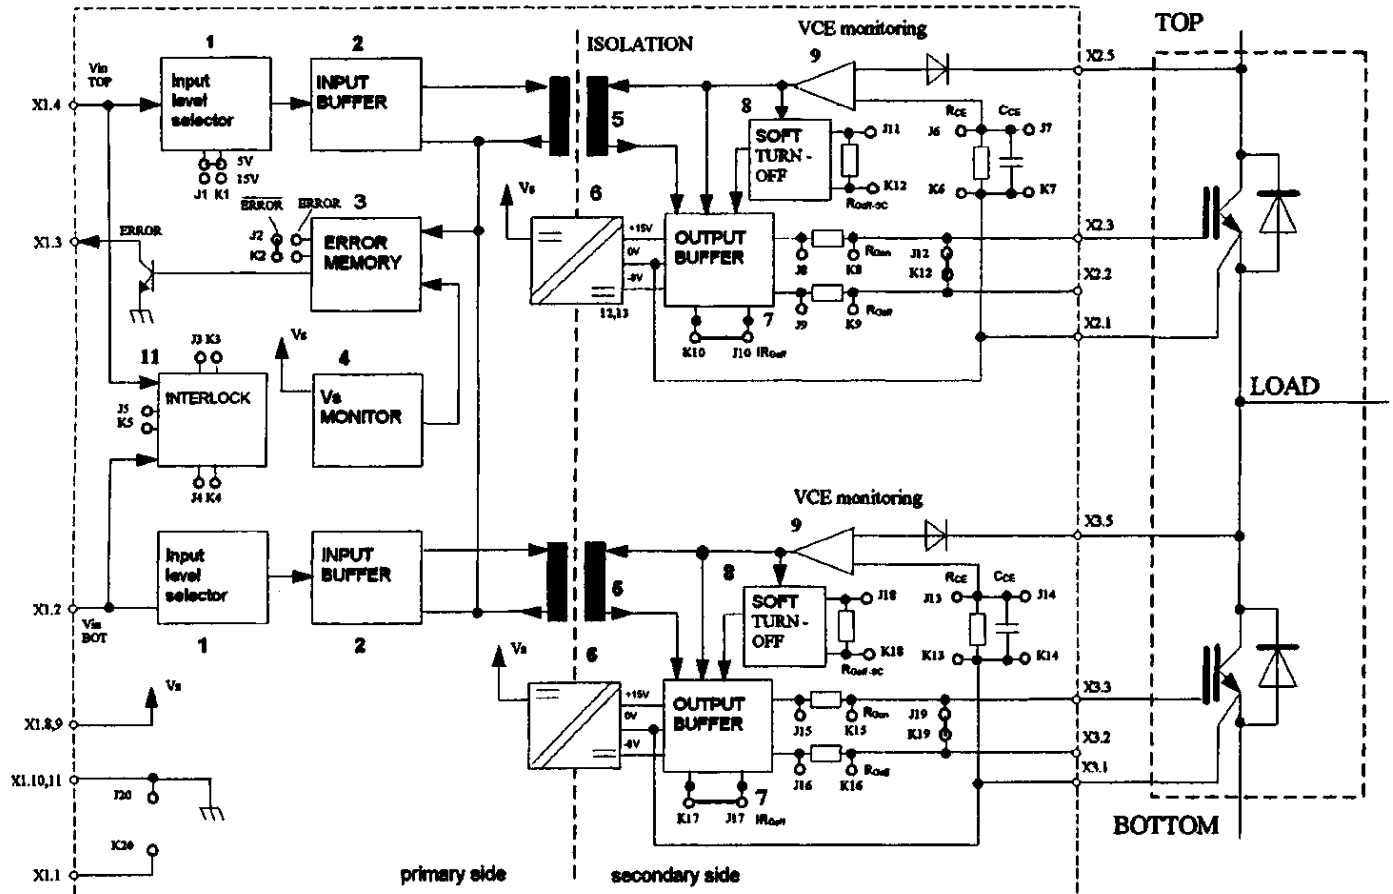 TOP
VCE monitoring
ISOLATION
1
2
9
X2.5
Vin
TOP
Input
level
selector
INPUT
BUFFER
X1.4
5
8
SOFT
TURN -
OFF
J11
K12
ROoff-SC
RCE
CCE
J6
J7
K6
K7
5V
15V
J1 K1
ERROR
ERROR
3
Vs
6
X1.3
ERROR
J2
K2
ERROR
MEMORY
+15V
0V
-8V
OUTPUT
BUFFER
J8
K8
RGon
J12
K12
X2.3
X2.2
12,13
J9
K9
RGoff
7
X2.1
K10
J10
IRGoff
J3 K3
11
Vs
4
INTERLOCK
J5
K5
Vs
MONITOR
LOAD
J4 K4
VCE monitoring
9
X3.5
Input
level
selector
INPUT
BUFFER
8
5
SOFT
TURN -
OFF
J18
K18
RGoff-SC
RCE
CCE
J13
J14
K13
K14
X1.2
Vin
BOT
1
2
Vs
6
Vs
+15V
0V
-8V
OUTPUT
BUFFER
J15
K15
RGon
J19
K19
X3.3
X3.2
X1.8,9
J16
K16
RGoff
X3.1
X1.10,11
J20
7
K17
J17
IRGoff
BOTTOM
K20
X1.1
primary side
secondary side